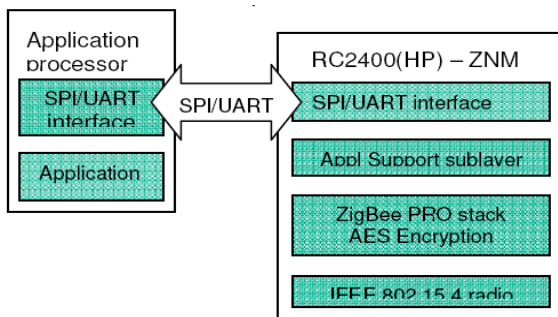 Application
processor
SPI/UART
interface
Application
SPI/UART
RC2400(HP) – ZNM
SPI/UART interface
Appl Support sublayer
ZigBee PRO stack
AES Encryption
IEEE 802.15.4 radio